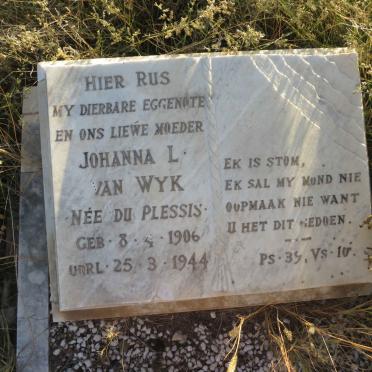 HIER RUS
MY DIERBARE EGGENOTE
EN ONS LIEWE MOEDER
JOHANNA L.
VAN WYK
NÉE DU PLESSIS.
GEB. 8-4-1906
OORL. 25-3-1944
EK IS STOM,
EK SAL MY MOND NIE
OOPMAAK NIE WANT
U HET DIT GEDOEN.
PS. 39, VS. 10